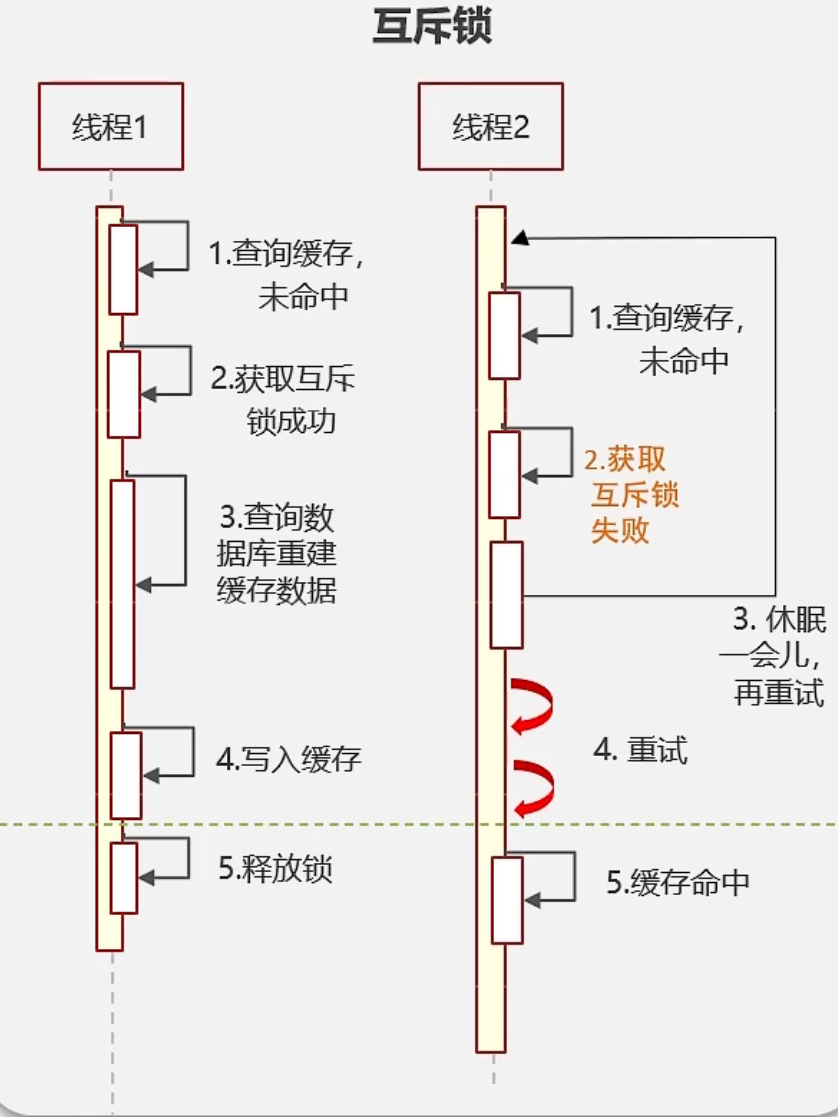 互斥锁
线程1
线程2
1.查询缓存，
未命中
2.获取互斥
锁成功
3.查询数
据库重建
缓存数据
4.写入缓存
5.释放锁
1.查询缓存，
未命中
2.获取
互斥锁
失败
3. 休眠
一会儿，
再重试
4. 重试
5.缓存命中